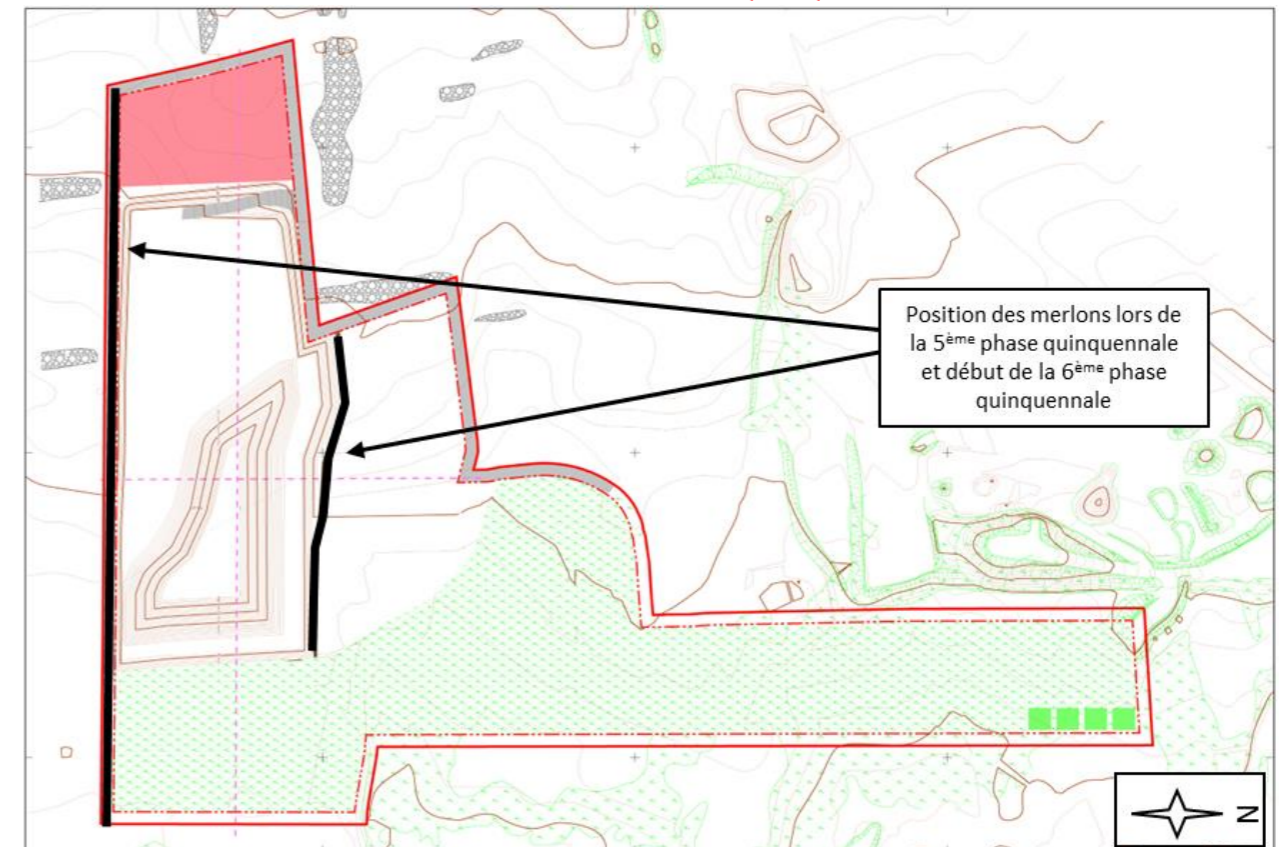 Position des merlons lors de
la 5ème phase quinquennale
et début de la 6ème phase
quinquennale
N